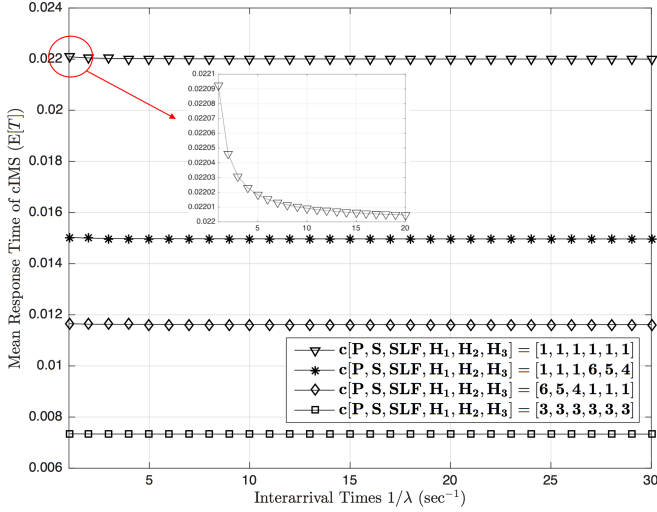 0.024
0.022
0.02
0.018
0.016
0.014
0.012
0.01
0.008
0.006
Mean Response Time of cIMS (E[T])
0.0221
0.02209
0.02208
0.02207
0.02206
0.02205
0.02204
0.02203
0.02202
0.02201
0.022
5 10 15 20
c[P, S, SLF, H₁, H₂, H₃] = [1, 1, 1, 1, 1, 1]
c[P, S, SLF, H₁, H₂, H₃] = [1, 1, 1, 6, 5, 4]
c[P, S, SLF, H₁, H₂, H₃] = [6, 5, 4, 1, 1, 1]
c[P, S, SLF, H₁, H₂, H₃] = [3, 3, 3, 3, 3, 3]
5 10 15 20 25 30
Interarrival Times 1/λ (sec⁻¹)